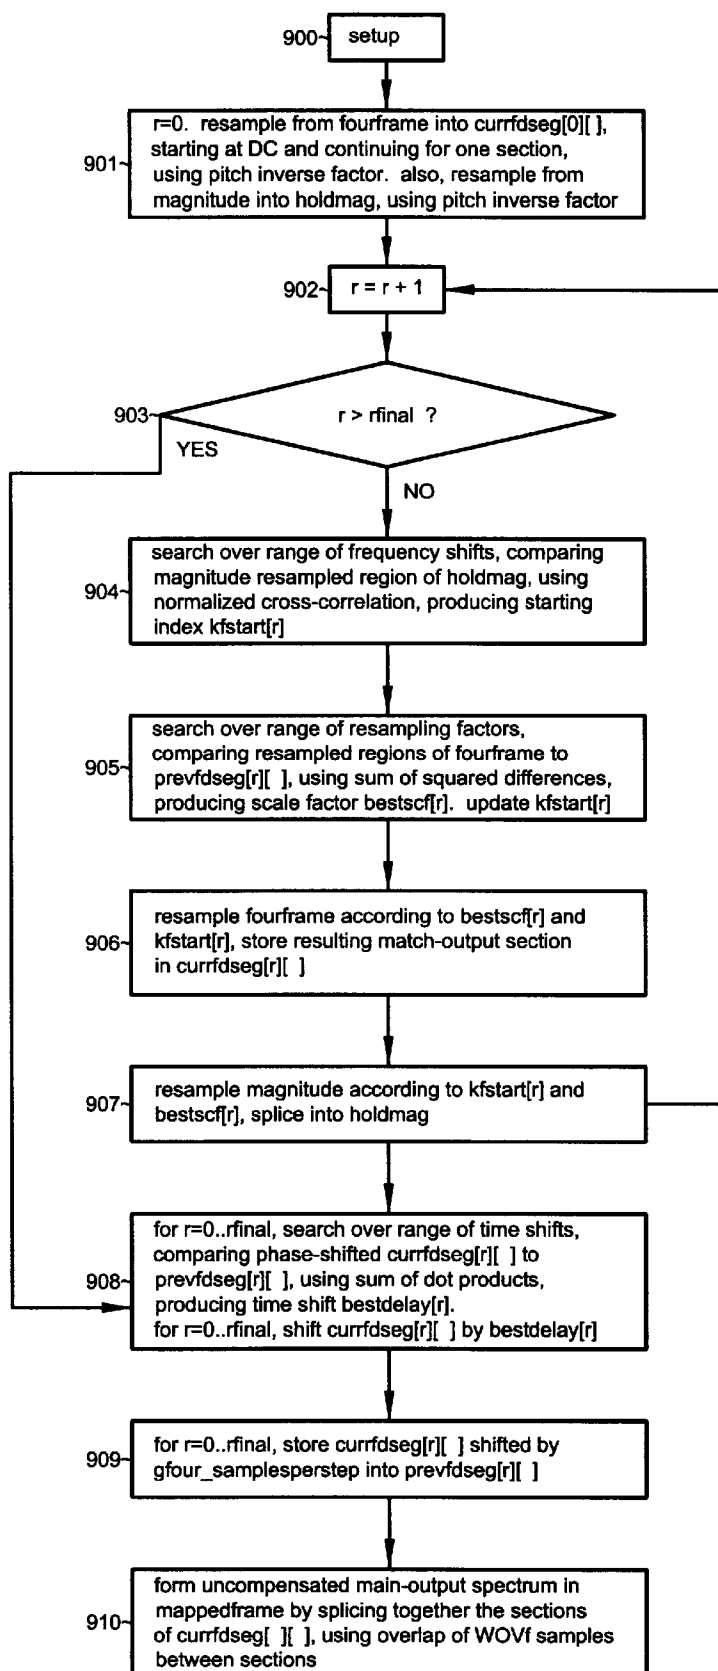 900
setup
901
r=0. resample from fourframe into currfdseg[0][ ],
starting at DC and continuing for one section,
using pitch inverse factor. also, resample from
magnitude into holdmag, using pitch inverse factor
902
r = r + 1
903
r > rfinal ?
YES
NO
904
search over range of frequency shifts, comparing
magnitude resampled region of holdmag, using
normalized cross-correlation, producing starting
index kfstart[r]
905
search over range of resampling factors,
comparing resampled regions of fourframe to
prevfdseg[r][ ], using sum of squared differences,
producing scale factor bestscf[r]. update kfstart[r]
906
resample fourframe according to bestscf[r] and
kfstart[r], store resulting match-output section
in currfdseg[r][ ]
907
resample magnitude according to kfstart[r] and
bestscf[r], splice into holdmag
908
for r=0..rfinal, search over range of time shifts,
comparing phase-shifted currfdseg[r][ ] to
prevfdseg[r][ ], using sum of dot products,
producing time shift bestdelay[r].
for r=0..rfinal, shift currfdseg[r][ ] by bestdelay[r]
909
for r=0..rfinal, store currfdseg[r][ ] shifted by
gfour_samplesperstep into prevfdseg[r][ ]
910
form uncompensated main-output spectrum in
mappedframe by splicing together the sections
of currfdseg[ ][ ], using overlap of WOVf samples
between sections